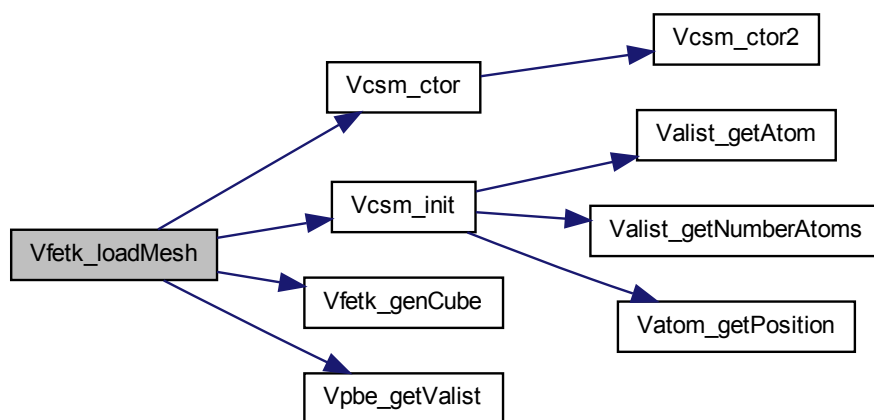 Vcsm_ctor2
Vcsm_ctor
Valist_getAtom
Vcsm_init
Valist_getNumberAtoms
Vfetk_loadMesh
Vfetk_genCube
Vatom_getPosition
Vpbe_getValist